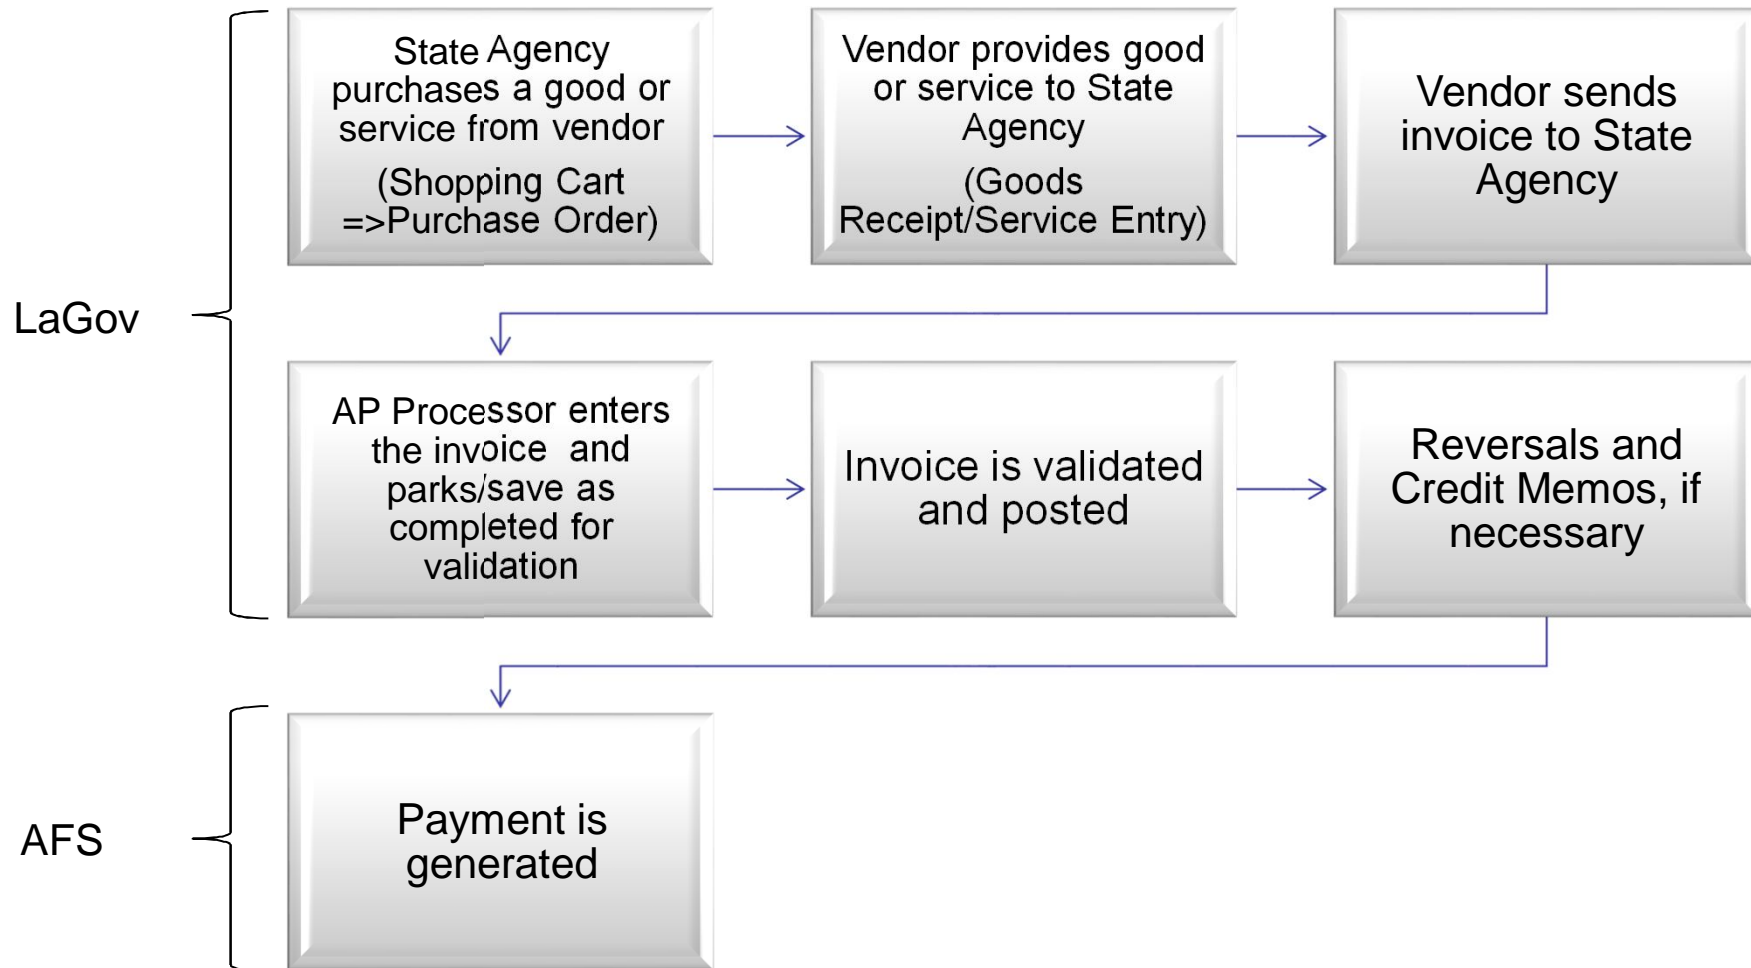 State Agency
purchases a good or
service from vendor
(Shopping Cart
=>Purchase Order)
Vendor provides good
or service to State
Agency
(Goods
Receipt/Service Entry)
Vendor sends
invoice to State
Agency
LaGov
AP Processor enters
the invoice  and
parks/save as
completed for
validation
Invoice is validated
and posted
Reversals and
Credit Memos, if
necessary
AFS
Payment is
generated